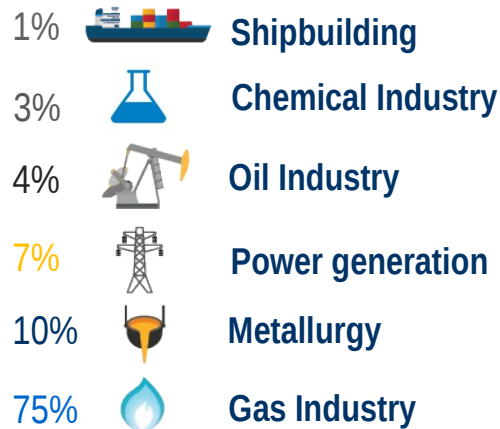 1% Shipbuilding
3% Chemical Industry
4% Oil Industry
7% Power generation
10% Metallurgy
75% Gas Industry